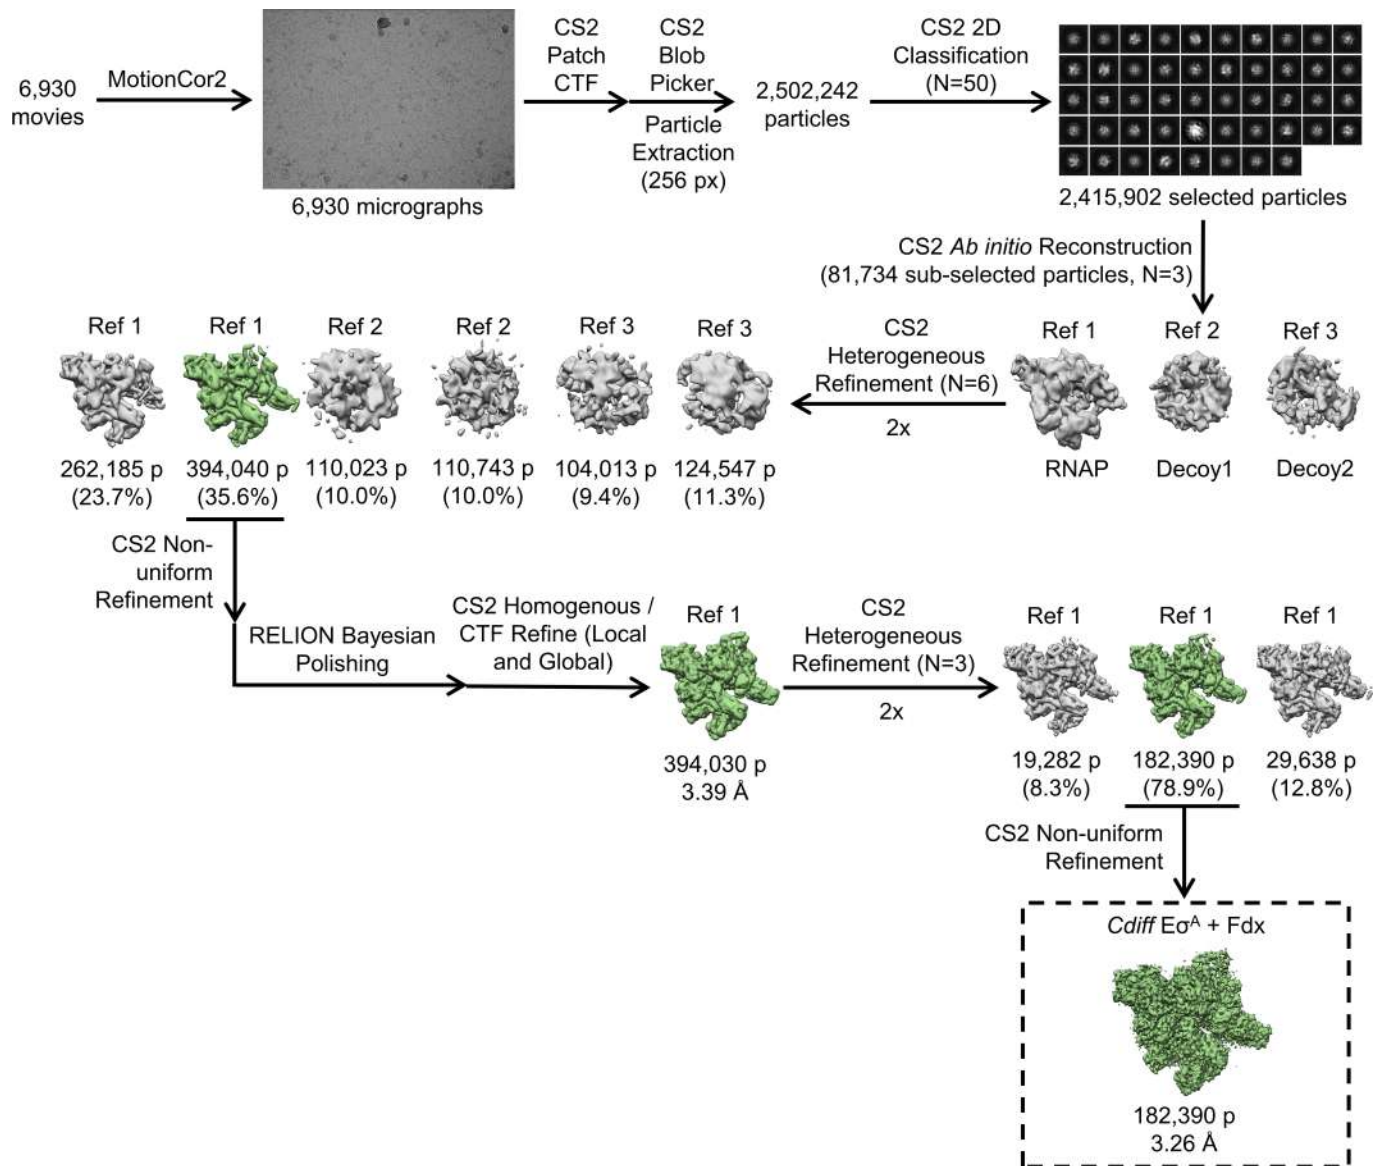 6,930
movies
MotionCor2
6,930 micrographs
CS2
Patch
CTF
CS2
Blob
Picker
Particle
Extraction
(256 px)
2,502,242
particles
CS2 2D
Classification
(N=50)
2,415,902 selected particles
CS2 Ab initio Reconstruction
(81,734 sub-selected particles, N=3)
Ref 1
Ref 2
Ref 3
RNAP
Decoy1
Decoy2
CS2
Heterogeneous
Refinement (N=6)
2x
Ref 1
Ref 1
Ref 2
Ref 2
Ref 3
Ref 3
262,185 p
(23.7%)
394,040 p
(35.6%)
110,023 p
(10.0%)
110,743 p
(10.0%)
104,013 p
(9.4%)
124,547 p
(11.3%)
CS2 Non-
uniform
Refinement
RELION Bayesian
Polishing
CS2 Homogenous /
CTF Refine (Local
and Global)
Ref 1
394,030 p
3.39 Å
CS2
Heterogeneous
Refinement (N=3)
2x
Ref 1
Ref 1
Ref 1
19,282 p
(8.3%)
182,390 p
(78.9%)
29,638 p
(12.8%)
CS2 Non-uniform
Refinement
Cdiff Eσᴬ + Fdx
182,390 p
3.26 Å